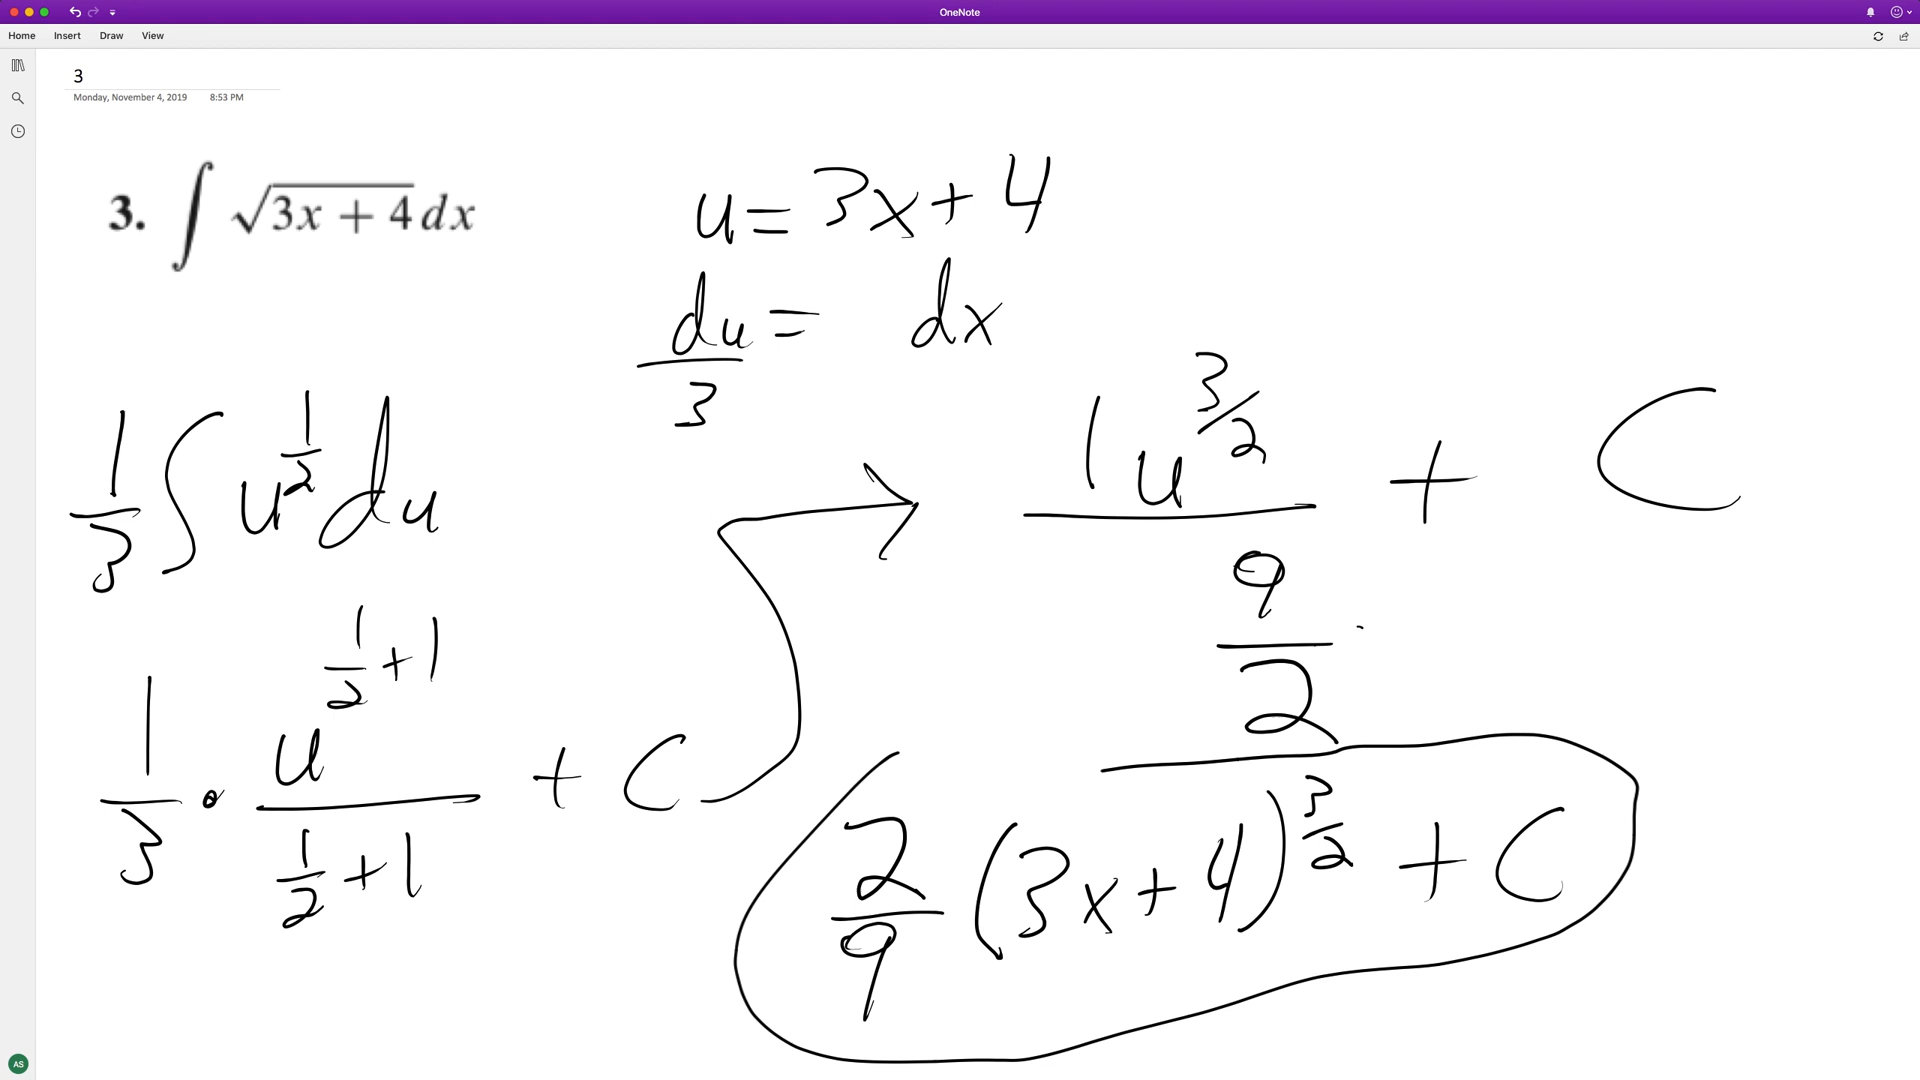 OneNote
Home Insert Draw View
3
Monday, November 4, 2019 8:53 PM
3. ∫ √(3x + 4) dx
u = 3x + 4
du/3 = dx
1/3 ∫ u^(1/2) du
1/3 · u^(1/2 + 1)/(1/2 + 1) + C
1u^(3/2)/(9/2) + C
2/9 (3x + 4)^(3/2) + C
AS